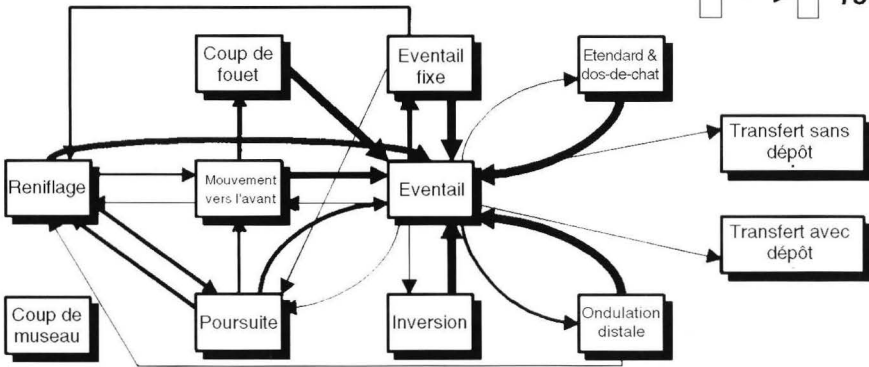 Coup de
fouet
Eventail
fixe
Etendard &
dos-de-chat
Transfert sans
dépôt
Reniflage
Mouvement
vers l'avant
Eventail
Transfert avec
dépôt
Coup de
museau
Poursuite
Inversion
Ondulation
distale